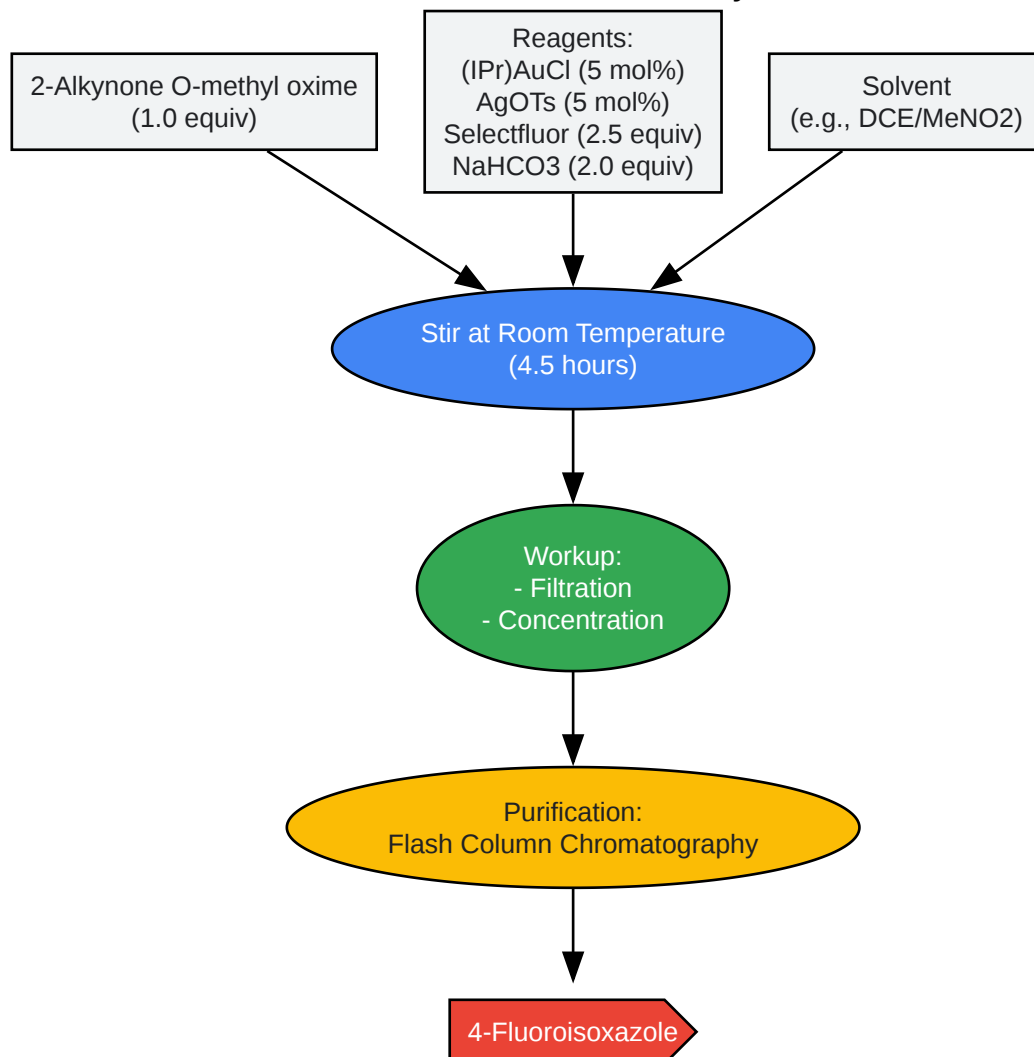 2-Alkynone O-methyl oxime
(1.0 equiv)
Reagents:
(IPr)AuCl (5 mol%)
AgOTs (5 mol%)
Selectfluor (2.5 equiv)
NaHCO3 (2.0 equiv)
Solvent
(e.g., DCE/MeNO2)
Stir at Room Temperature
(4.5 hours)
Workup:
- Filtration
- Concentration
Purification:
Flash Column Chromatography
4-Fluoroisoxazole